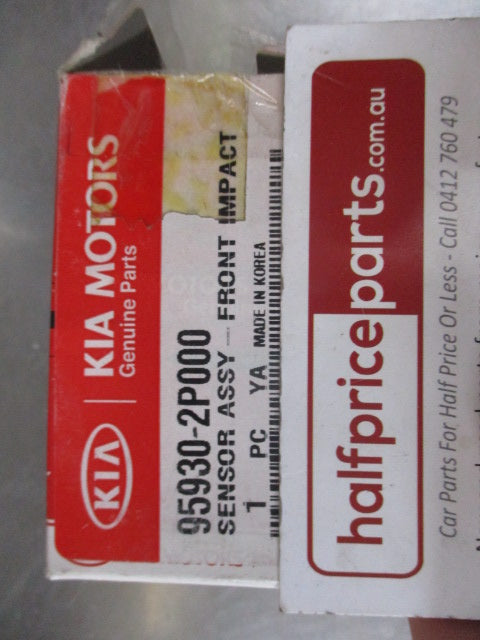 KIA
KIA MOTORS
Genuine Parts
95930-2P000
SENSOR ASSY - FRONT IMPACT
1 PC YA MADE IN KOREA
halfpriceparts.com.au
Car Parts For Half Price Or Less - Call 0412 760 479